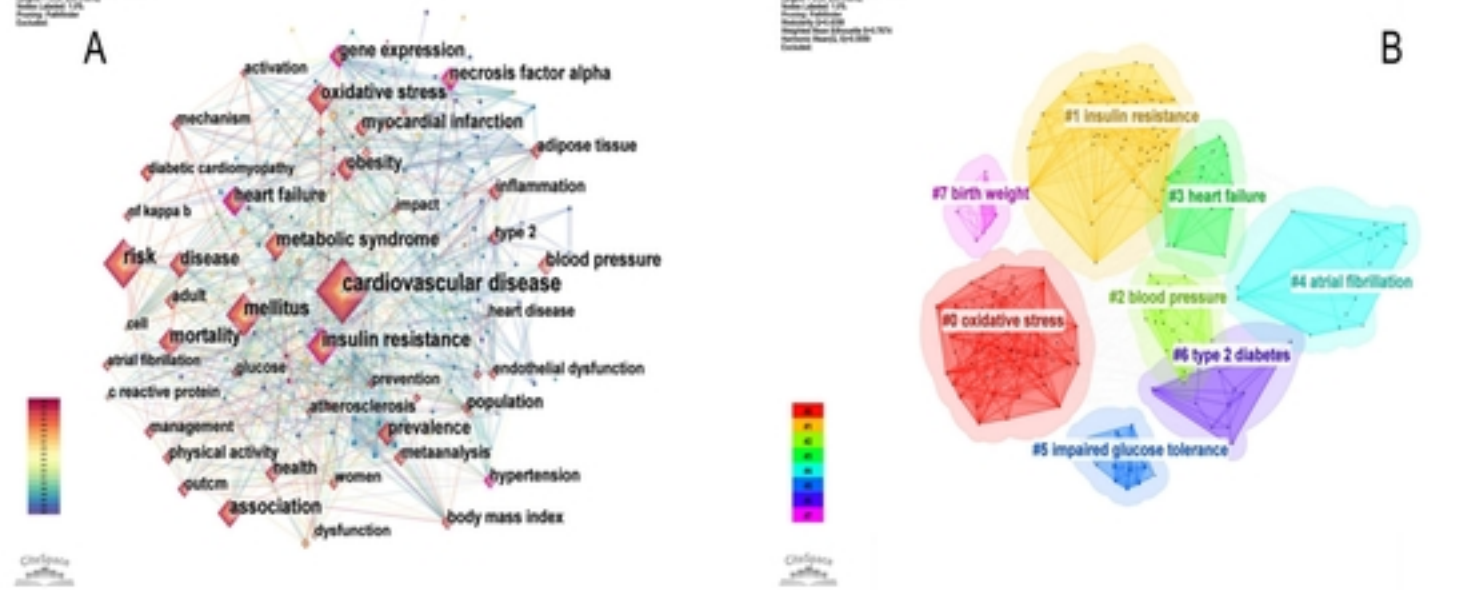 A
gene expression
activation
necrosis factor alpha
oxidative stress
mechanism
myocardial infarction
adipose tissue
diabetic cardiomyopathy
obesity
heart failure
inflammation
nf kappa b
impact
risk
disease
metabolic syndrome
type 2
blood pressure
cardiovascular disease
adult
mellitus
heart disease
cell
mortality
insulin resistance
atrial fibrillation
glucose
endothelial dysfunction
c reactive protein
prevention
atherosclerosis
population
management
prevalence
physical activity
metaanalysis
health
women
hypertension
outcm
association
body mass index
dysfunction
CiteSpace
B
#1 insulin resistance
#7 birth weight
#3 heart failure
#4 atrial fibrillation
#2 blood pressure
#0 oxidative stress
#6 type 2 diabetes
#5 impaired glucose tolerance
CiteSpace